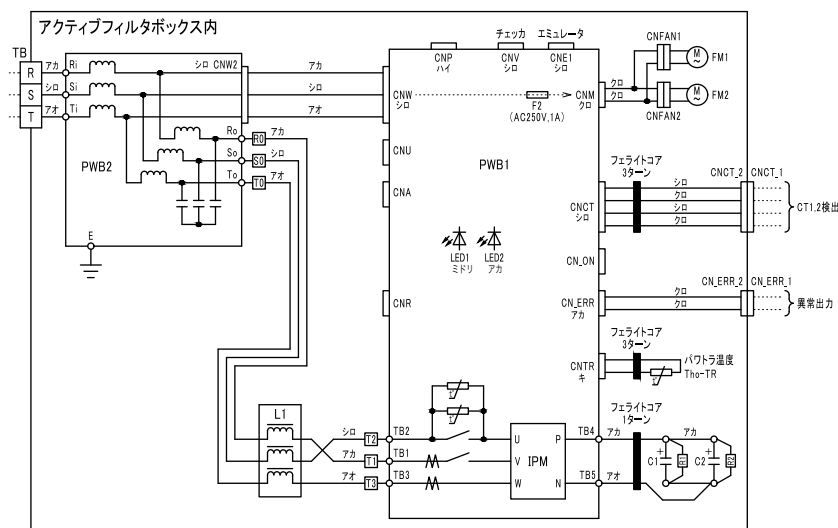 アクティブフィルタボックス内
TB
R
S
T
アカ
シロ
アオ
Ri
Si
Ti
シロ CNW2
アカ
シロ
アオ
Ro
So
To
R0
S0
T0
アカ
シロ
アオ
PWB2
E
L1
シロ
アカ
アオ
T2
T1
T3
TB2
TB1
TB3
CNP
ハイ
チェッカ
CNV
シロ
エミュレータ
CNE1
シロ
CNW
シロ
F2
(AC250V,1A)
CNM
クロ
CNU
CNA
CNR
PWB1
LED1
ミドリ
LED2
アカ
CNCT
シロ
CN_ON
CN_ERR
アカ
CNTR
キ
U
V
W
IPM
P
N
TB4
TB5
クロ
クロ
CNFAN1
M
~
FM1
M
~
FM2
CNFAN2
フェライトコア
3ターン
シロ
クロ
シロ
クロ
CNCT_2
CNCT_1
CT1,2検出
クロ
クロ
CN_ERR_2
CN_ERR_1
異常出力
フェライトコア
3ターン
パワトラ温度
Tho-TR
フェライトコア
1ターン
アカ
アカ
アオ
+
C1
R1
+
C2
R2